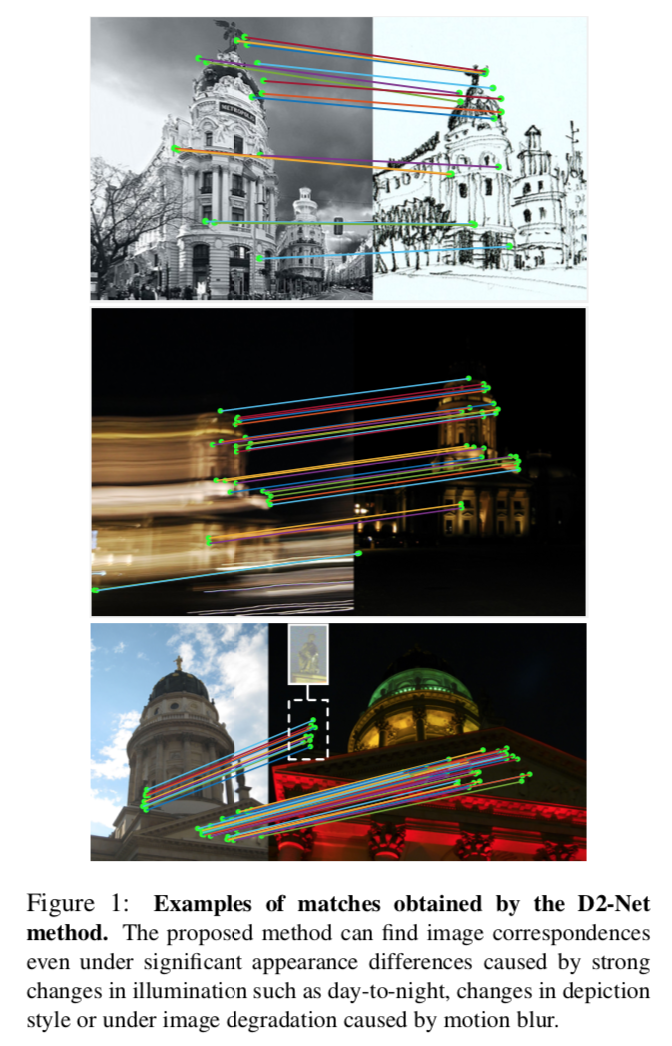 METROPOLIS
Figure 1: Examples of matches obtained by the D2-Net
method. The proposed method can find image correspondences
even under significant appearance differences caused by strong
changes in illumination such as day-to-night, changes in depiction
style or under image degradation caused by motion blur.